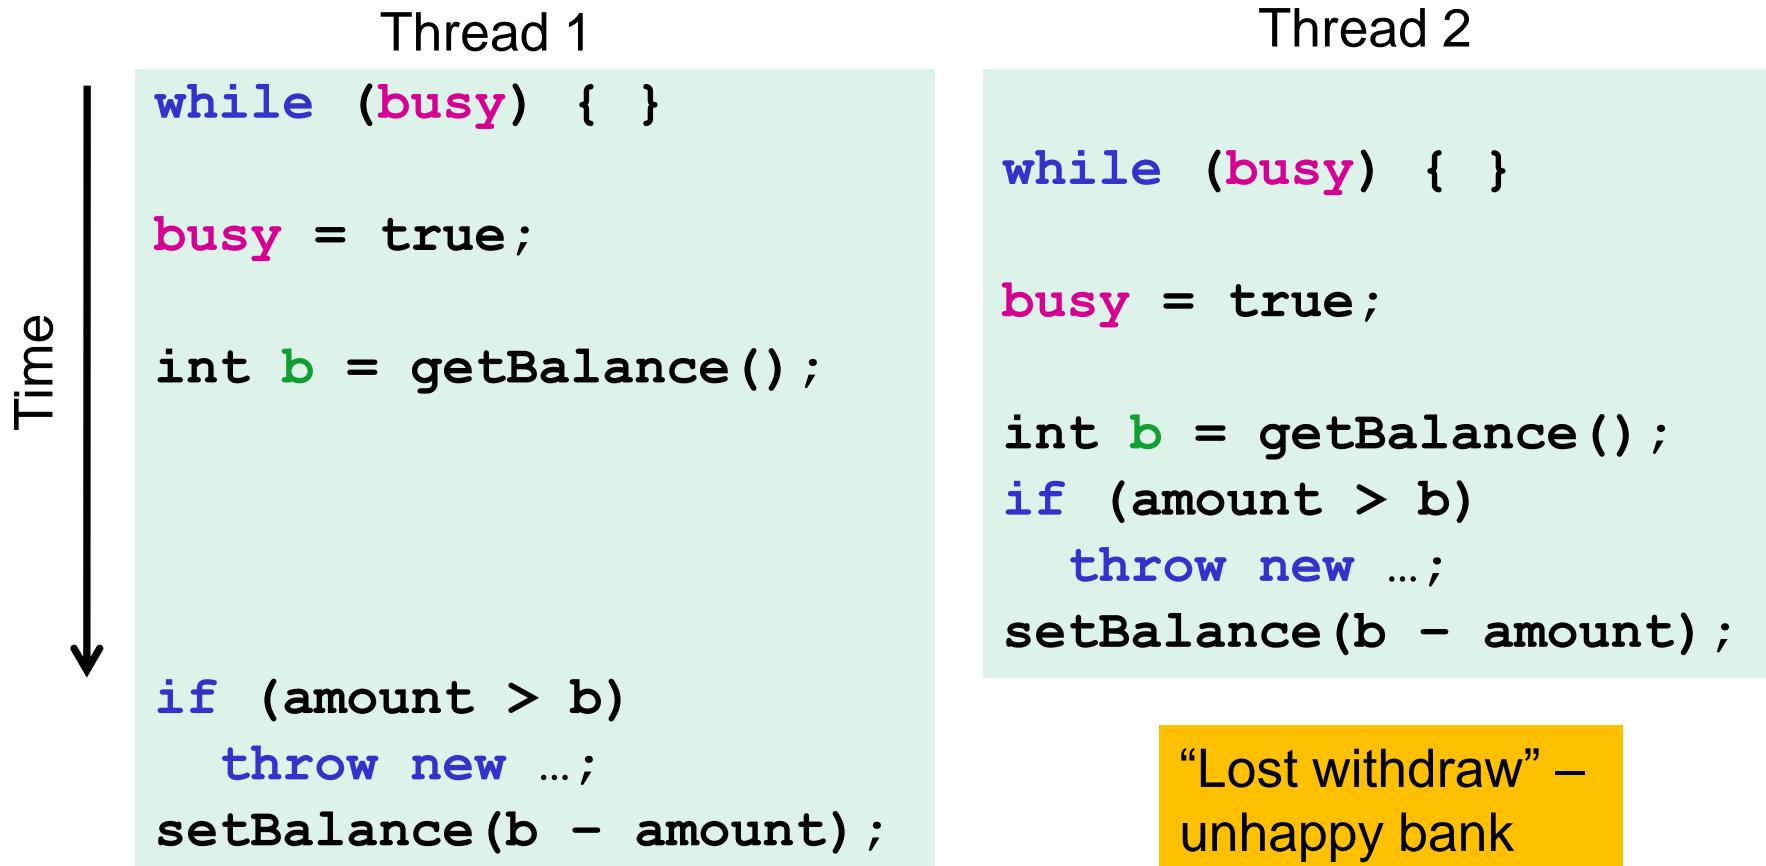 Thread 1
while (busy) { }
busy = true;
int b = getBalance();
if (amount > b)
throw new …;
setBalance(b – amount);
Thread 2
while (busy) { }
busy = true;
int b = getBalance();
if (amount > b)
throw new …;
setBalance(b – amount);
Time
“Lost withdraw” –
unhappy bank